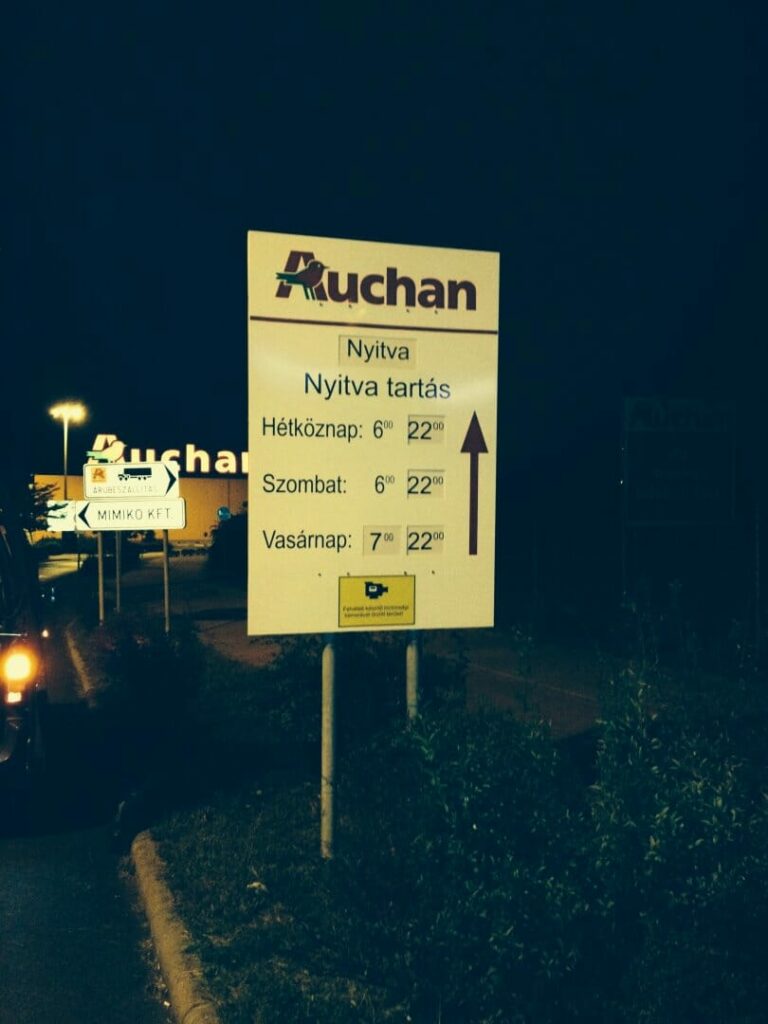 Auchan
Nyitva
Nyitva tartás
Hétköznap: 6⁰⁰ 22⁰⁰
Szombat: 6⁰⁰ 22⁰⁰
Vasárnap: 7⁰⁰ 22⁰⁰
Auchan
ÁRUBESZÁLLÍTÁS
MIMIKO KFT.